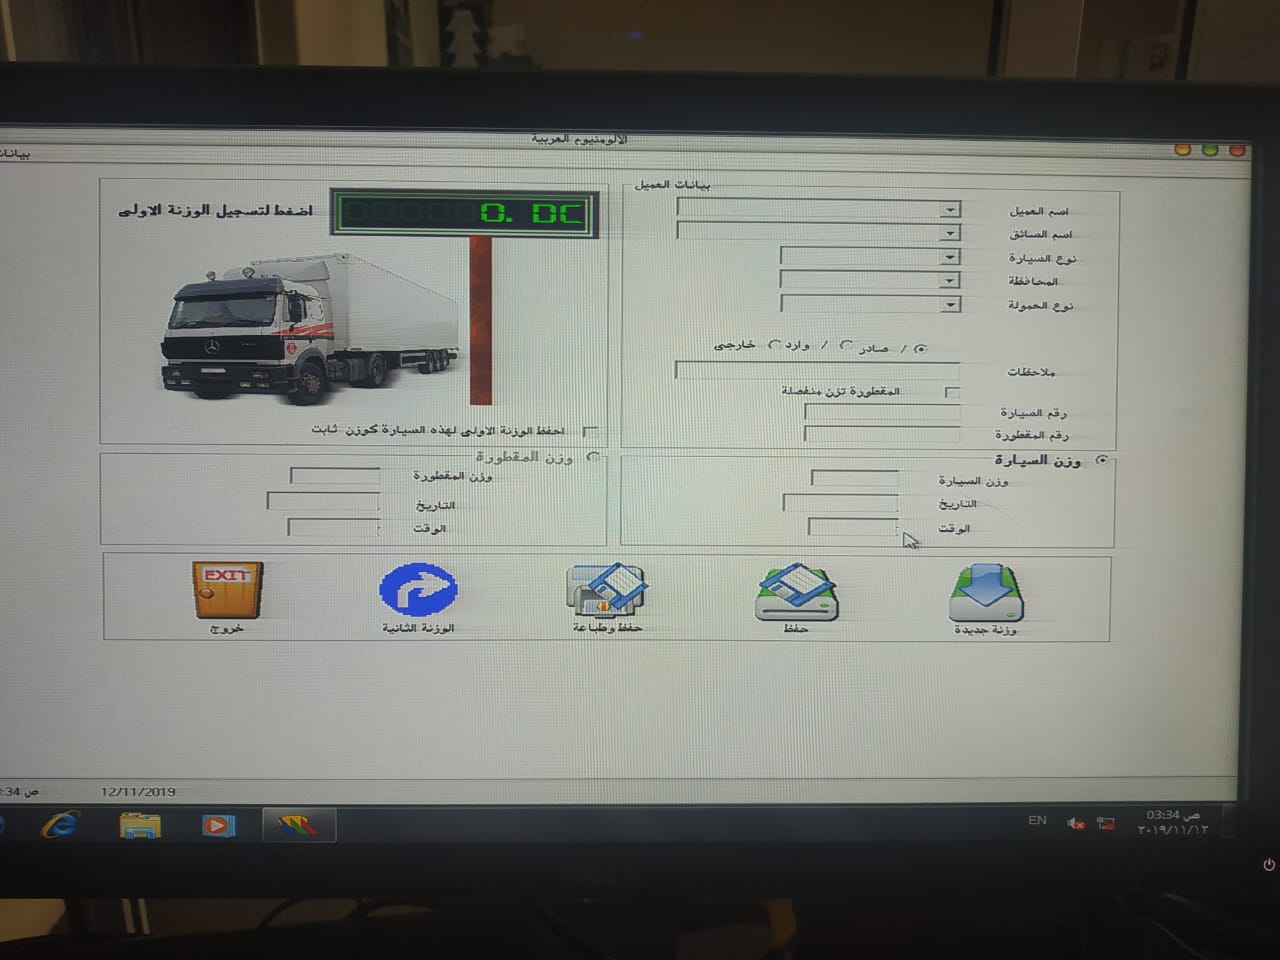 الالومنيوم العربية
بيانات
بيانات العميل
اسم العميل
اسم السائق
نوع السيارة
المحافظة
نوع الحمولة
صادر / وارد / خارجى
ملاحظات
المقطورة تزن منفصلة
رقم السيارة
رقم المقطورة
0. DC
اضغط لتسجيل الوزنة الاولى
احفظ الوزنة الاولى لهذه السيارة كوزن ثابت
وزن السيارة
وزن السيارة
التاريخ
الوقت
وزن المقطورة
وزن المقطورة
التاريخ
الوقت
وزنة جديدة
حفظ
حفظ وطباعة
الوزنة الثانية
EXIT
خروج
12/11/2019
:34 ص
EN
03:34 ص
٢٠١٩/١١/١٢